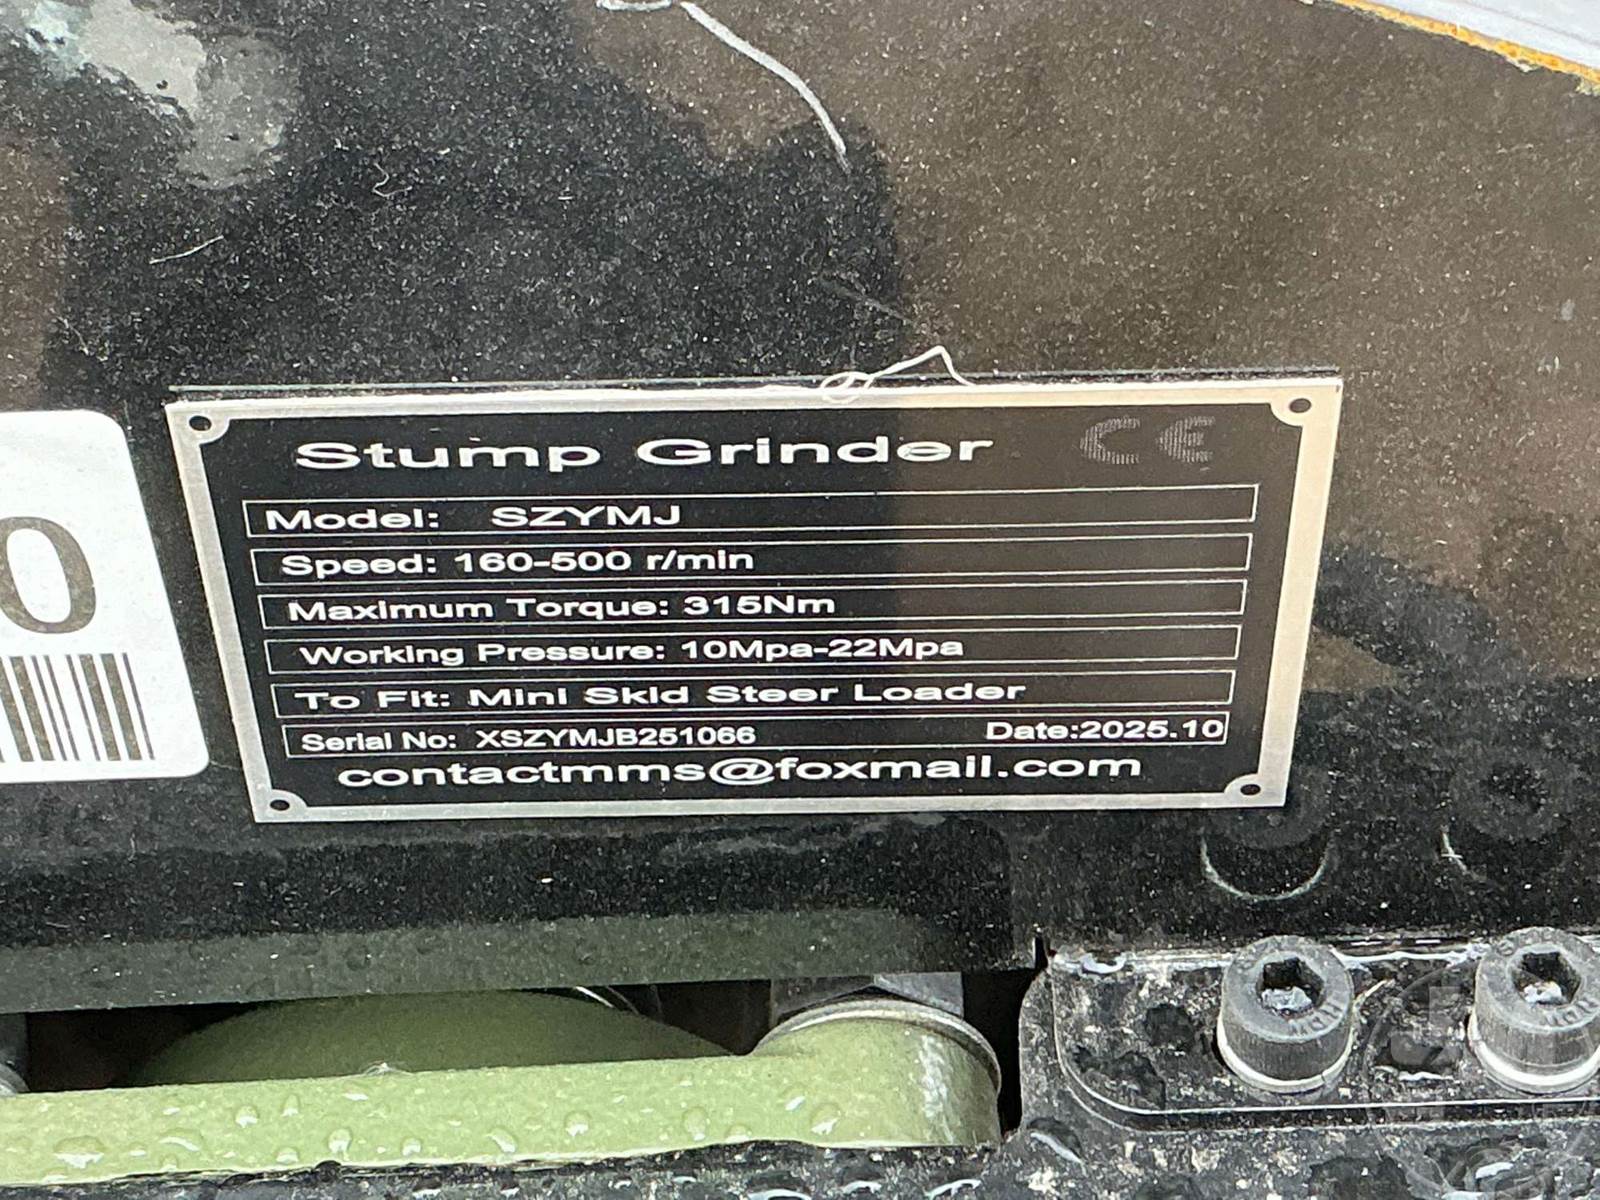 Stump Grinder CE
Model: SZYMJ
Speed: 160-500 r/min
Maximum Torque: 315Nm
Working Pressure: 10Mpa-22Mpa
To Fit: Mini Skid Steer Loader
Serial No: XSZYMJB251066 Date:2025.10
contactmms@foxmail.com
0